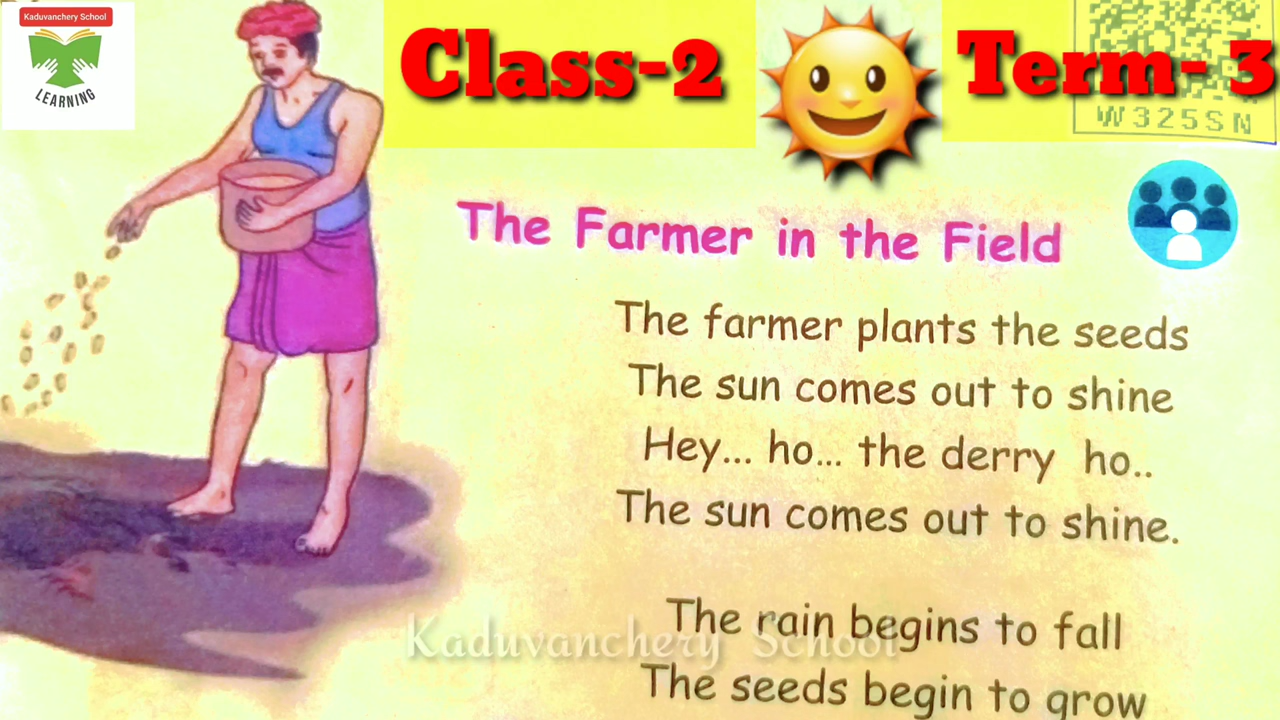 Kaduvanchery School
LEARNING
Class-2
Term- 3
W325SN
The Farmer in the Field
The farmer plants the seeds
The sun comes out to shine
Hey... ho... the derry ho..
The sun comes out to shine.
The rain begins to fall
Kaduvanchery School
The seeds begin to grow